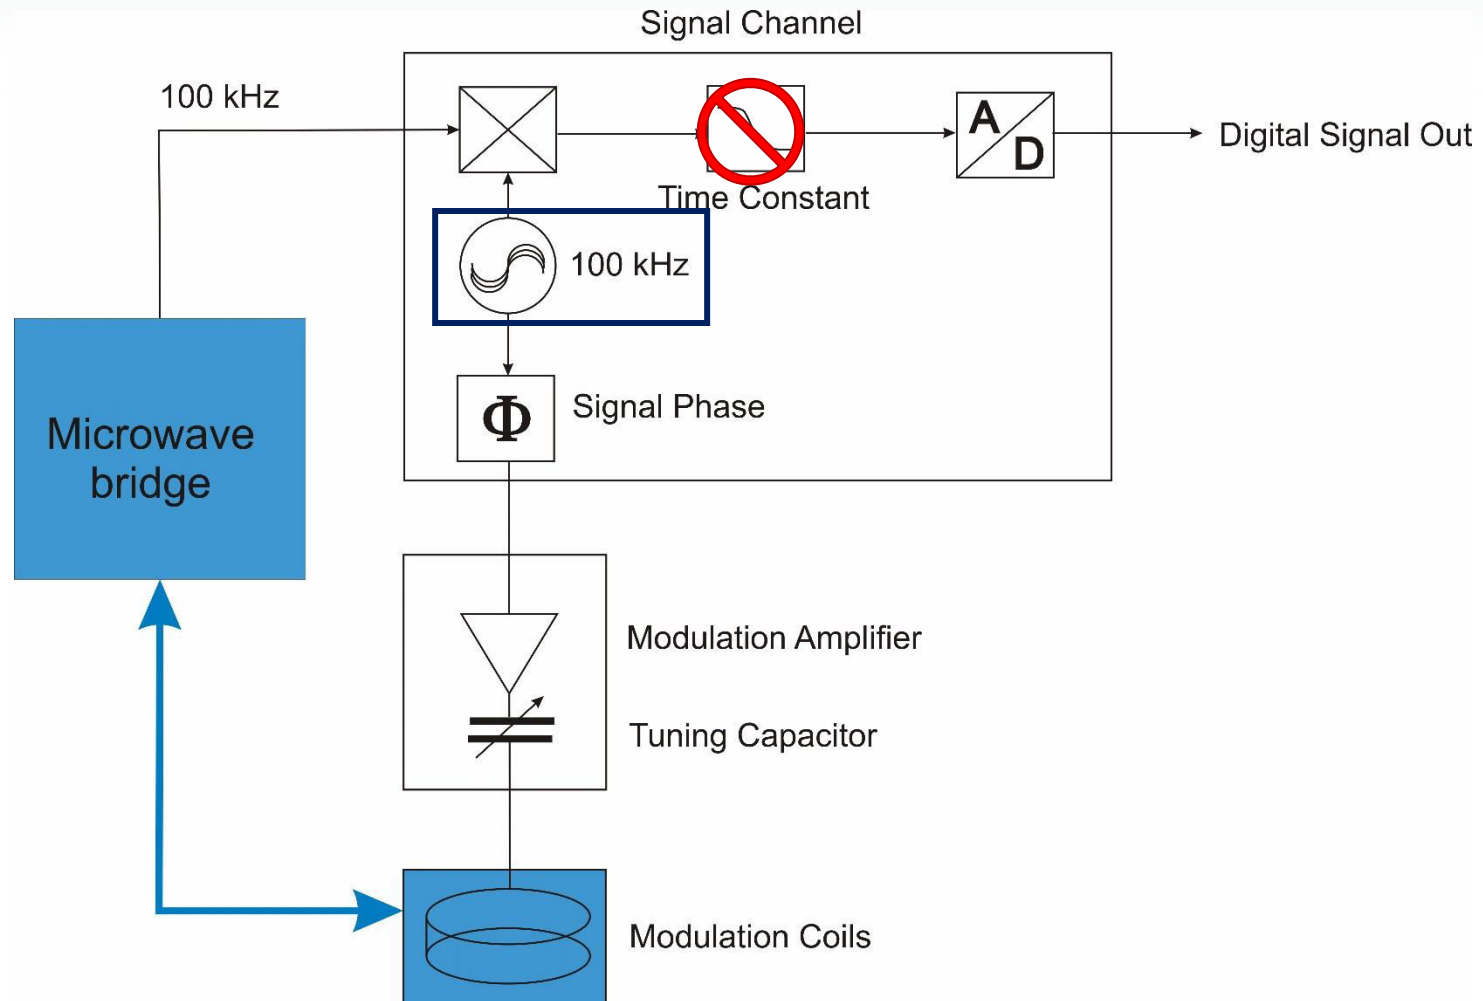 Signal Channel
100 kHz
A
D
Digital Signal Out
Time Constant
100 kHz
Φ
Signal Phase
Microwave
bridge
Modulation Amplifier
Tuning Capacitor
Modulation Coils